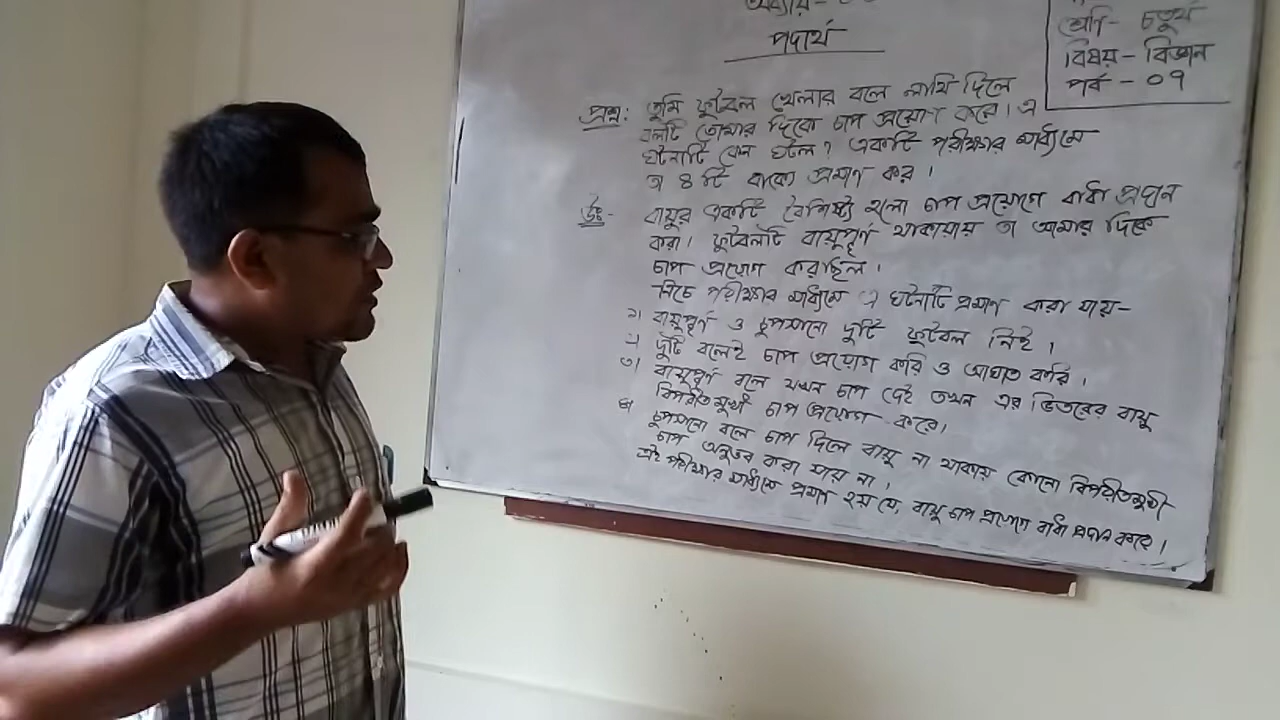 অধ্যায়-
পদার্থ
শ্রেণি- চতুর্থ
বিষয়- বিজ্ঞান
পর্ব - ০৭
প্রশ্ন: তুমি ফুটবল খেলার বলে লাথি দিলে
বলটি তোমার দিকে চাপ প্রয়োগ করে। এ
ঘটনাটি কেন ঘটল? একটি পরীক্ষার মাধ্যমে
তা ৪টি বাক্যে প্রমাণ কর।
উঃ- বায়ুর একটি বৈশিষ্ট্য হলো চাপ প্রয়োগে বাধা প্রদান
করা। ফুটবলটি বায়ুপূর্ণ থাকায় তা আমার দিকে
চাপ প্রয়োগ করছিল।
নিচে পরীক্ষার মাধ্যমে এ ঘটনাটি প্রমাণ করা যায়-
১। বায়ুপূর্ণ ও চুপসানো দুটি ফুটবল নিই।
২। দুটি বলেই চাপ প্রয়োগ করি ও আঘাত করি।
৩। বায়ুপূর্ণ বলে যখন চাপ দেই তখন এর ভিতরের বায়ু
বিপরীতমুখী চাপ প্রয়োগ করে।
৪। চুপসানো বলে চাপ দিলে বায়ু না থাকায় কোনো বিপরীতমুখী
চাপ অনুভব করা যায় না।
এই পরীক্ষার মাধ্যমে প্রমাণ হয় যে, বায়ু চাপ প্রয়োগে বাধা প্রদান করে।